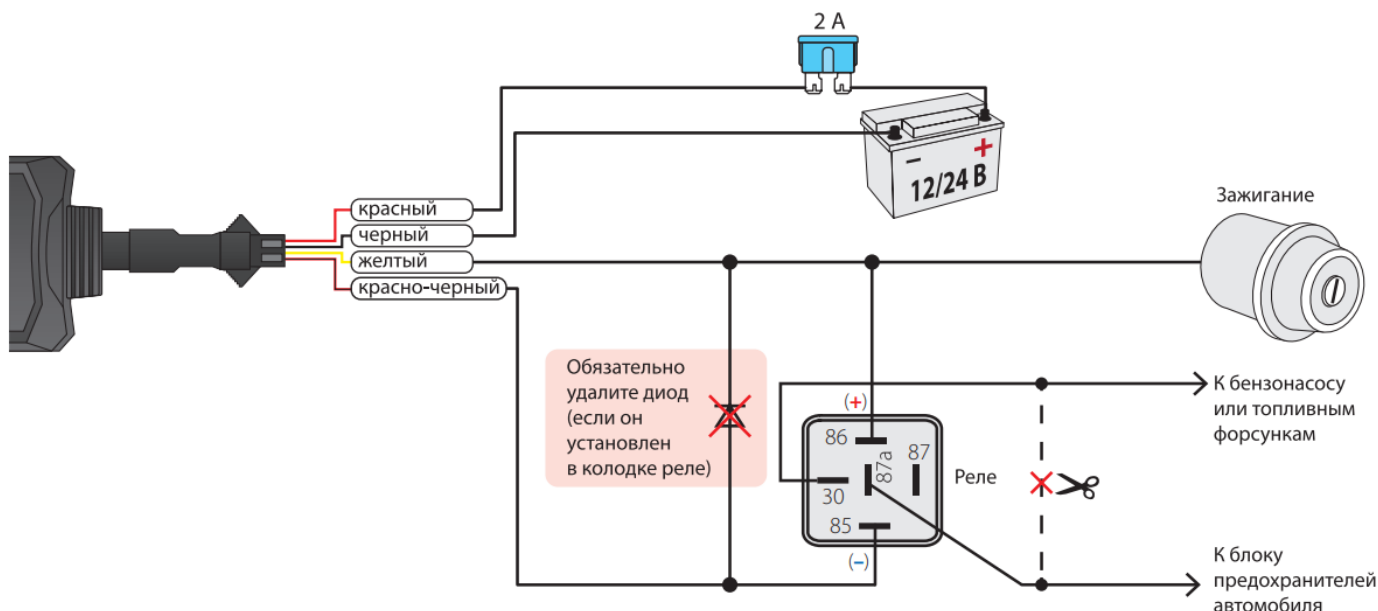 2 А
12/24 В
Зажигание
красный
черный
желтый
красно-черный
Обязательно
удалите диод
(если он
установлен
в колодке реле)
(+)
86
87a
87
30
85
(–)
Реле
К бензонасосу
или топливным
форсункам
К блоку
предохранителей
автомобиля